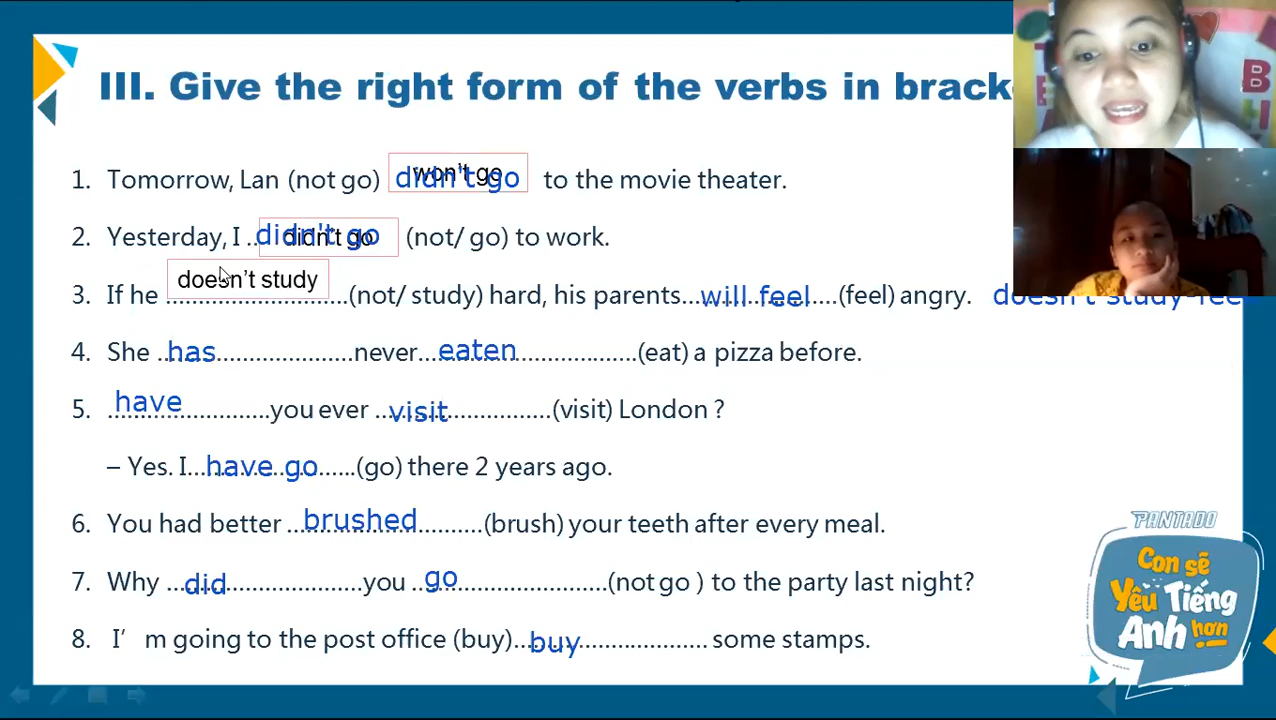 III. Give the right form of the verbs in brack
1. Tomorrow, Lan (not go) didn't go won't go to the movie theater.
2. Yesterday, I ..didn't go didn't go (not/ go) to work.
doesn't study
3. If he ...........................(not/ study) hard, his parents...will feel....(feel) angry. doesn't study-fee
4. She ..has.....................never...eaten..................(eat) a pizza before.
5. have.........................you ever ...visit...............(visit) London ?
– Yes. I...have go......(go) there 2 years ago.
6. You had better ...brushed..........(brush) your teeth after every meal.
7. Why ...did....................you ..go......................(not go ) to the party last night?
8. I' m going to the post office (buy)...buy................... some stamps.
PANTADO
Con sẽ
Yêu Tiếng
Anh hơn
B